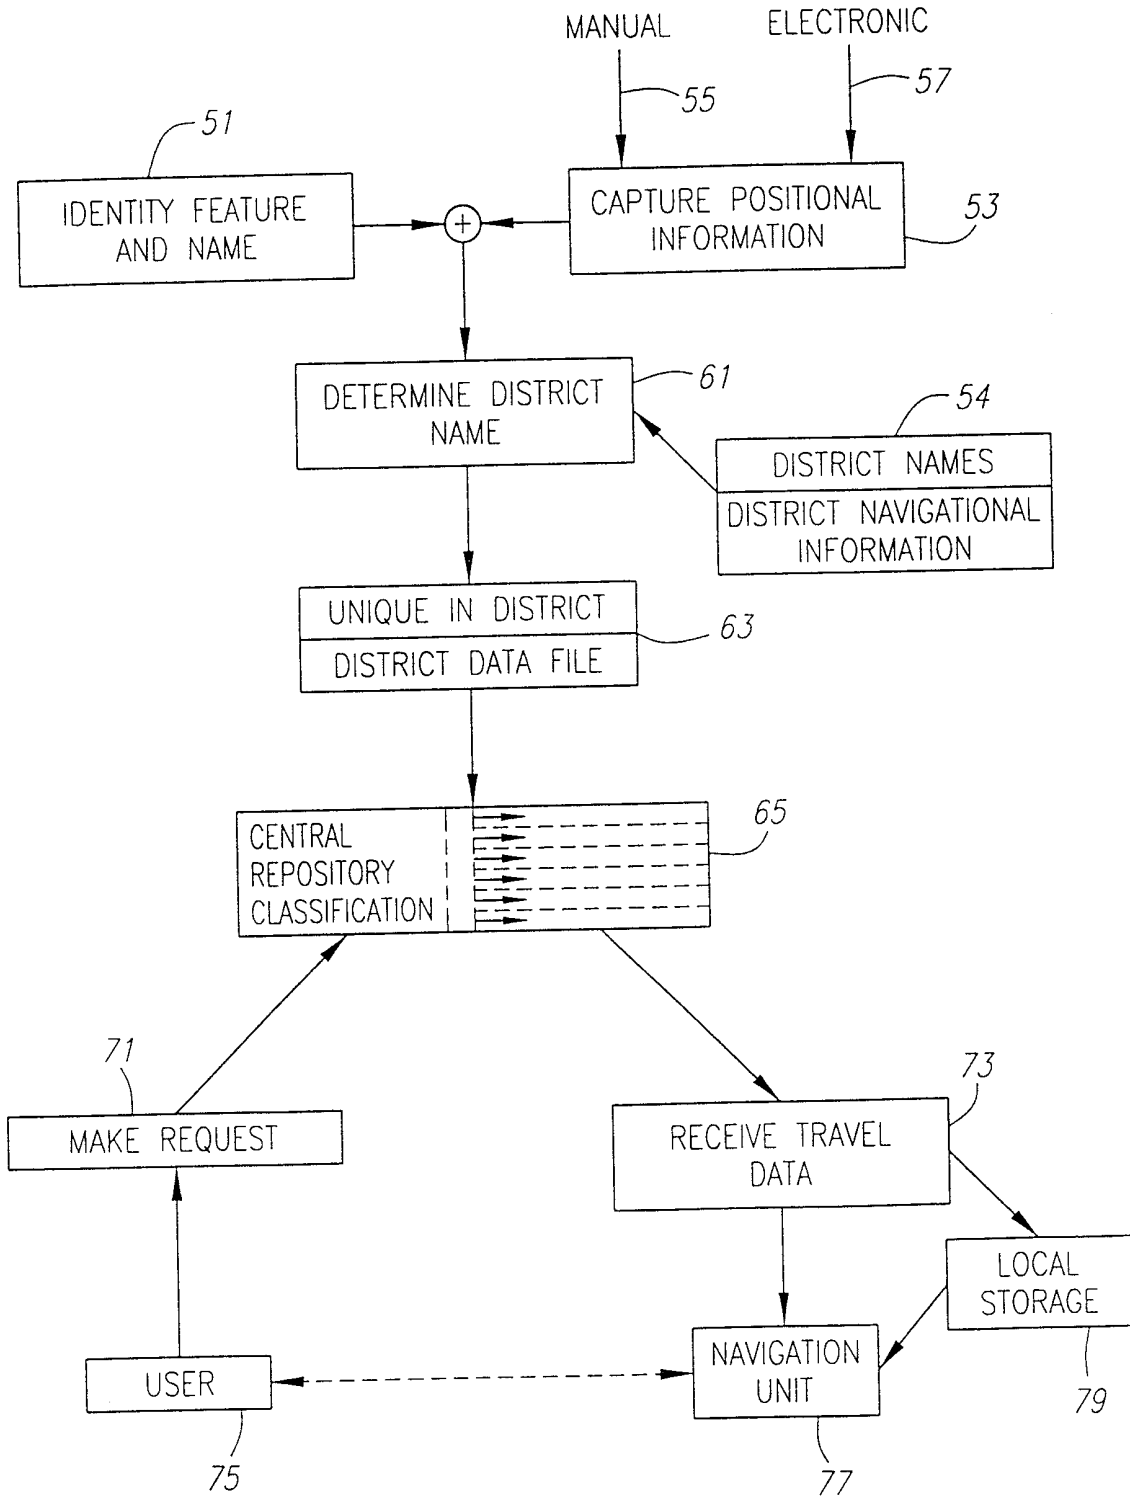 MANUAL
ELECTRONIC
55
57
51
IDENTITY FEATURE
AND NAME
+
CAPTURE POSITIONAL
INFORMATION
53
DETERMINE DISTRICT
NAME
61
54
DISTRICT NAMES
DISTRICT NAVIGATIONAL
INFORMATION
UNIQUE IN DISTRICT
DISTRICT DATA FILE
63
CENTRAL
REPOSITORY
CLASSIFICATION
65
71
MAKE REQUEST
73
RECEIVE TRAVEL
DATA
LOCAL
STORAGE
79
USER
75
NAVIGATION
UNIT
77